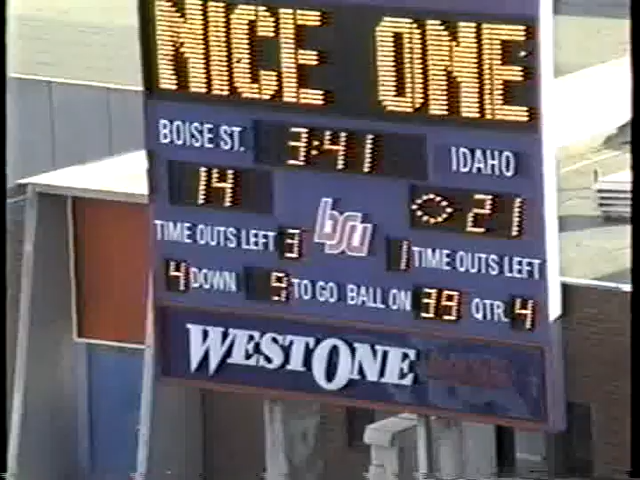 NICE ONE
BOISE ST. 3:41 IDAHO
14 21
bsu
TIME OUTS LEFT 3 1 TIME OUTS LEFT
4 DOWN 9 TO GO BALL ON 39 QTR. 4
WESTONE